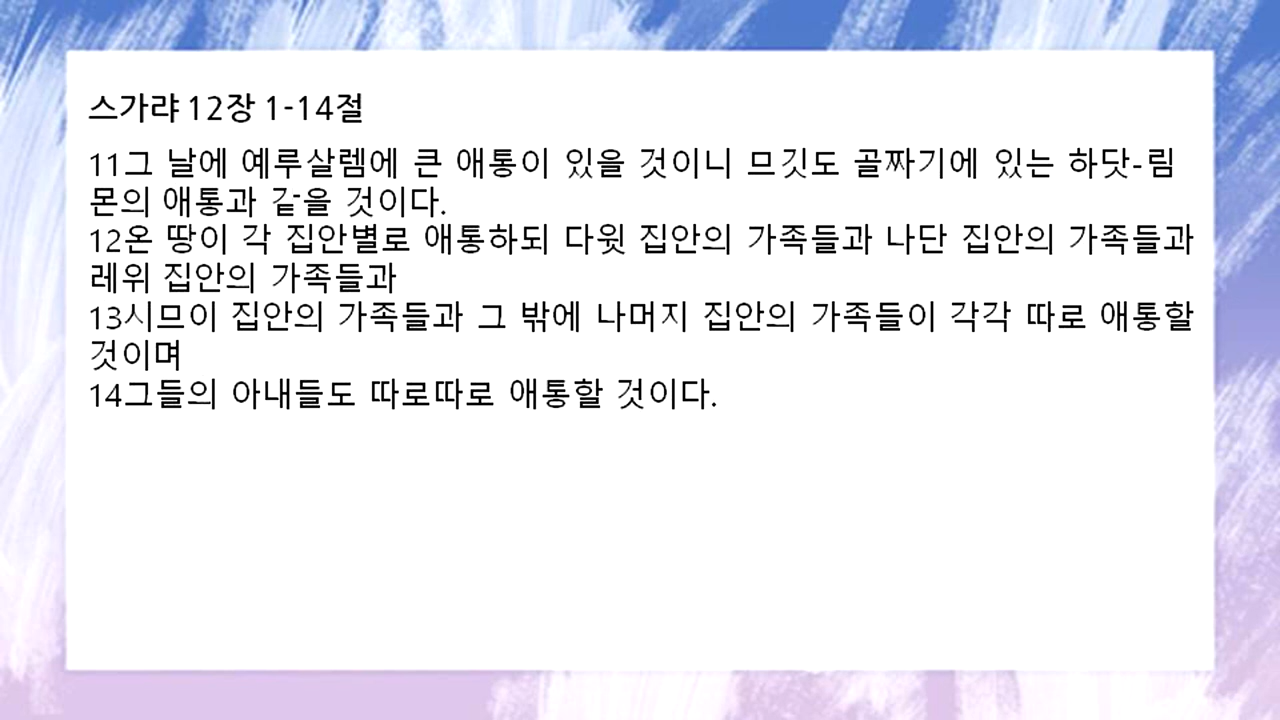 스가랴 12장 1-14절
11그 날에 예루살렘에 큰 애통이 있을 것이니 므깃도 골짜기에 있는 하닷-림
몬의 애통과 같을 것이다.
12온 땅이 각 집안별로 애통하되 다윗 집안의 가족들과 나단 집안의 가족들과
레위 집안의 가족들과
13시므이 집안의 가족들과 그 밖에 나머지 집안의 가족들이 각각 따로 애통할
것이며
14그들의 아내들도 따로따로 애통할 것이다.